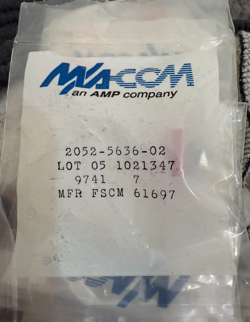 M/A-COM
an AMP company
2052-5636-02
LOT 05 1021347
9741 7
MFR FSCM 61697